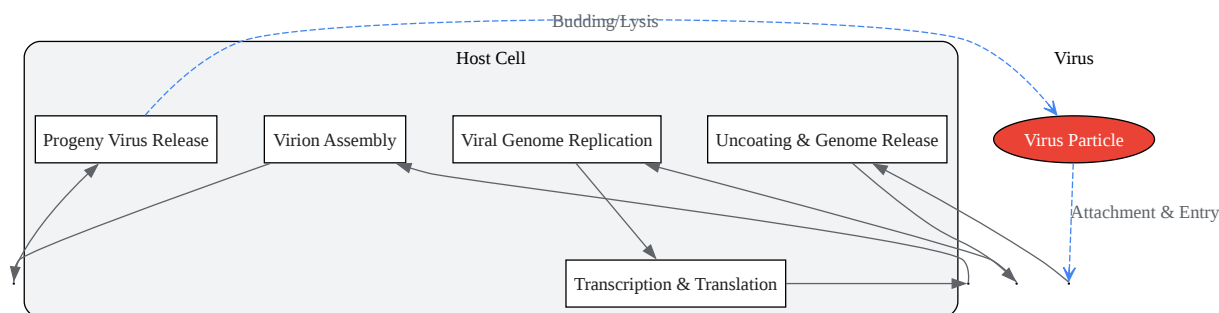 Budding/Lysis
Host Cell
Virus
Progeny Virus Release
Virion Assembly
Viral Genome Replication
Uncoating & Genome Release
Virus Particle
Attachment & Entry
Transcription & Translation